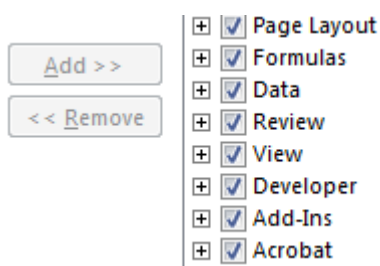 Page Layout
Formulas
Add >>
Data
<< Remove
Review
View
Developer
Add-Ins
Acrobat